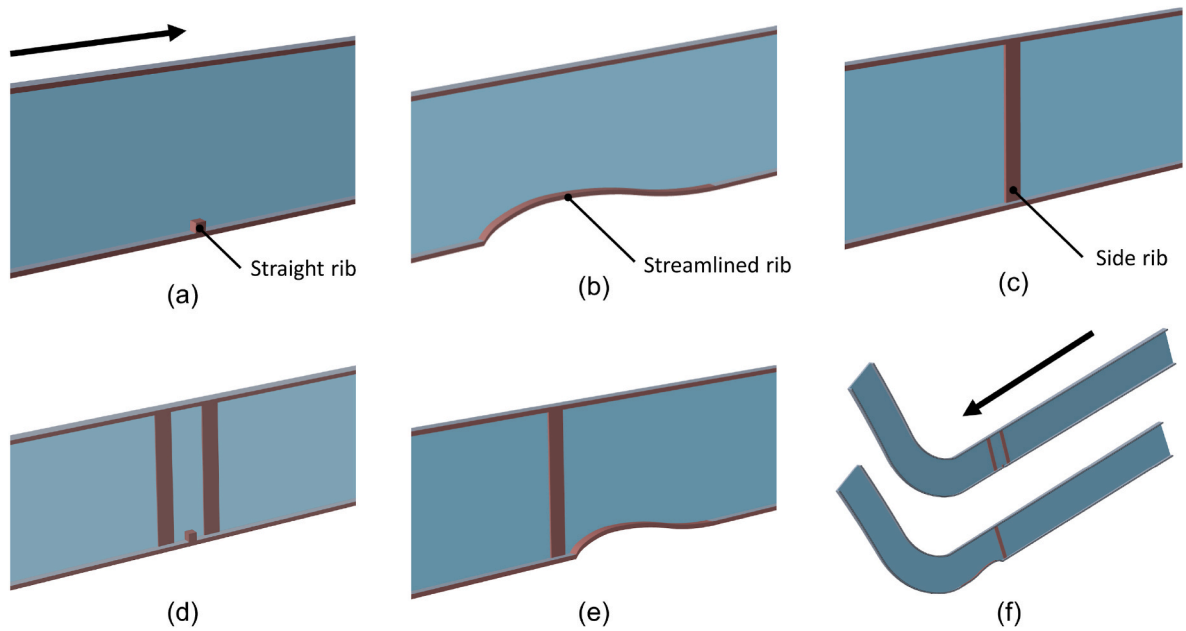 Straight rib
(a)
Streamlined rib
(b)
Side rib
(c)
(d)
(e)
(f)